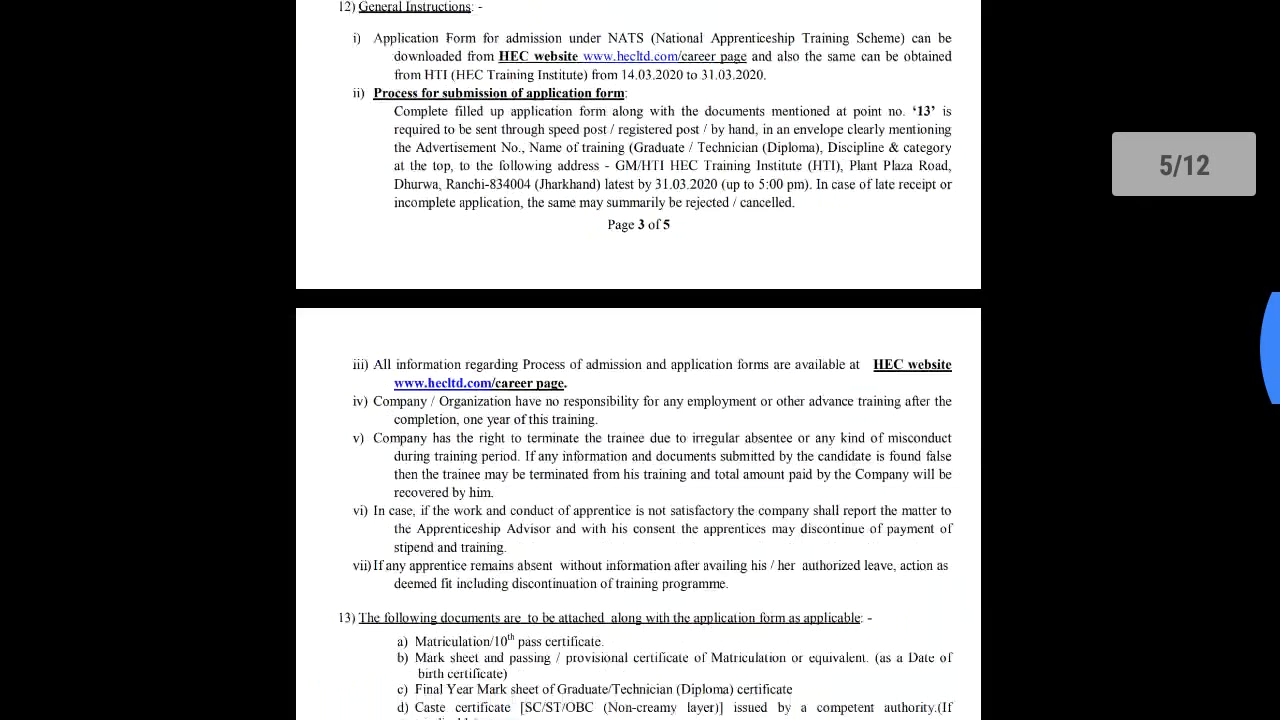 12) General Instructions: -
i) Application Form for admission under NATS (National Apprenticeship Training Scheme) can be
downloaded from HEC website www.hecltd.com/career page and also the same can be obtained
from HTI (HEC Training Institute) from 14.03.2020 to 31.03.2020.
ii) Process for submission of application form:
Complete filled up application form along with the documents mentioned at point no. ‘13’ is
required to be sent through speed post / registered post / by hand, in an envelope clearly mentioning
the Advertisement No., Name of training (Graduate / Technician (Diploma), Discipline & category
at the top, to the following address - GM/HTI HEC Training Institute (HTI), Plant Plaza Road,
Dhurwa, Ranchi-834004 (Jharkhand) latest by 31.03.2020 (up to 5:00 pm). In case of late receipt or
incomplete application, the same may summarily be rejected / cancelled.
Page 3 of 5
5/12
iii) All information regarding Process of admission and application forms are available at HEC website
www.hecltd.com/career page.
iv) Company / Organization have no responsibility for any employment or other advance training after the
completion, one year of this training.
v) Company has the right to terminate the trainee due to irregular absentee or any kind of misconduct
during training period. If any information and documents submitted by the candidate is found false
then the trainee may be terminated from his training and total amount paid by the Company will be
recovered by him.
vi) In case, if the work and conduct of apprentice is not satisfactory the company shall report the matter to
the Apprenticeship Advisor and with his consent the apprentices may discontinue of payment of
stipend and training.
vii) If any apprentice remains absent without information after availing his / her authorized leave, action as
deemed fit including discontinuation of training programme.
13) The following documents are to be attached along with the application form as applicable: -
a) Matriculation/10th pass certificate.
b) Mark sheet and passing / provisional certificate of Matriculation or equivalent. (as a Date of
birth certificate)
c) Final Year Mark sheet of Graduate/Technician (Diploma) certificate
d) Caste certificate [SC/ST/OBC (Non-creamy layer)] issued by a competent authority.(If